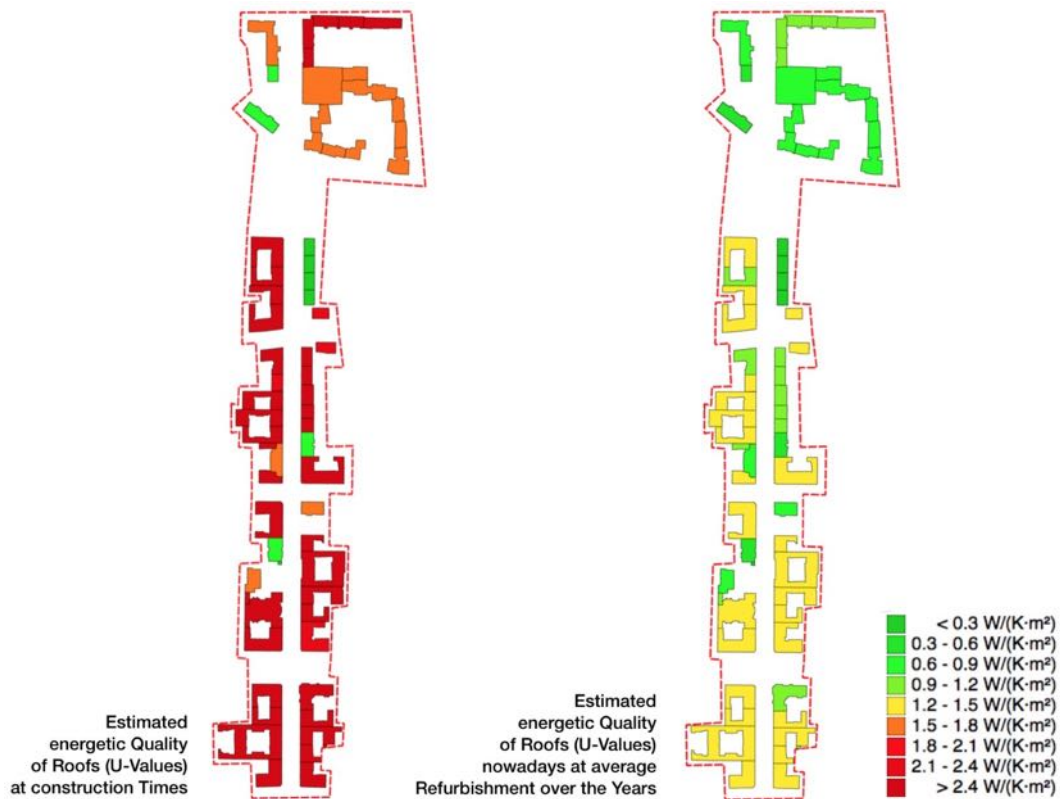 Estimated
energetic Quality
of Roofs (U-Values)
at construction Times
Estimated
energetic Quality
of Roofs (U-Values)
nowadays at average
Refurbishment over the Years
< 0.3 W/(K·m²)
0.3 - 0.6 W/(K·m²)
0.6 - 0.9 W/(K·m²)
0.9 - 1.2 W/(K·m²)
1.2 - 1.5 W/(K·m²)
1.5 - 1.8 W/(K·m²)
1.8 - 2.1 W/(K·m²)
2.1 - 2.4 W/(K·m²)
> 2.4 W/(K·m²)